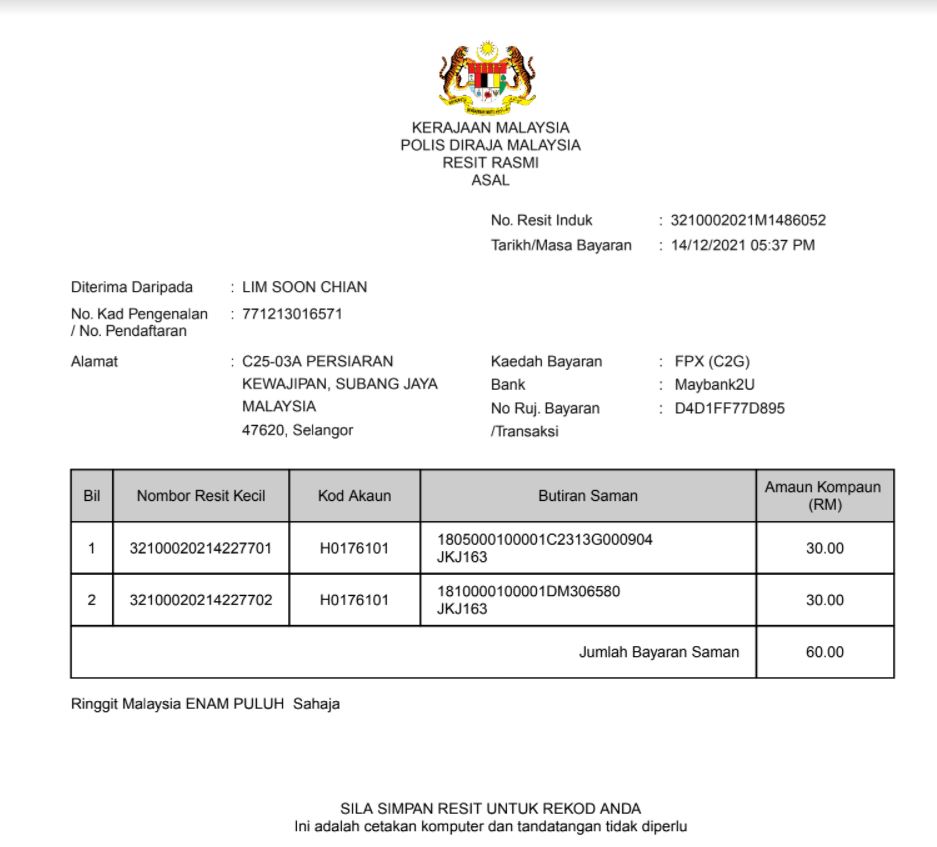 KERAJAAN MALAYSIA
POLIS DIRAJA MALAYSIA
RESIT RASMI
ASAL
No. Resit Induk : 3210002021M1486052
Tarikh/Masa Bayaran : 14/12/2021 05:37 PM
Diterima Daripada : LIM SOON CHIAN
No. Kad Pengenalan : 771213016571
/ No. Pendaftaran
Alamat : C25-03A PERSIARAN
KEWAJIPAN, SUBANG JAYA
MALAYSIA
47620, Selangor
Kaedah Bayaran : FPX (C2G)
Bank : Maybank2U
No Ruj. Bayaran : D4D1FF77D895
/Transaksi
Bil Nombor Resit Kecil Kod Akaun Butiran Saman Amaun Kompaun
(RM)
1 32100020214227701 H0176101 1805000100001C2313G000904 30.00
JKJ163
2 32100020214227702 H0176101 1810000100001DM306580 30.00
JKJ163
Jumlah Bayaran Saman 60.00
Ringgit Malaysia ENAM PULUH Sahaja
SILA SIMPAN RESIT UNTUK REKOD ANDA
Ini adalah cetakan komputer dan tandatangan tidak diperlu